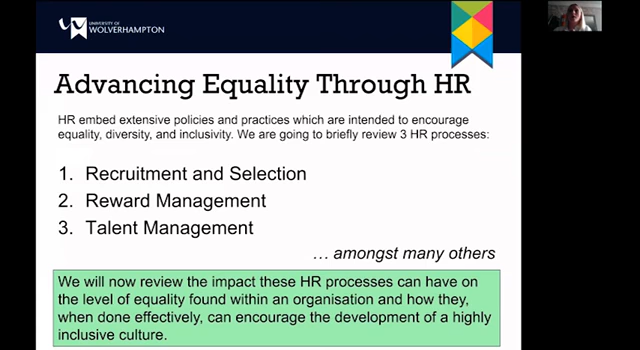 UNIVERSITY OF
WOLVERHAMPTON
Advancing Equality Through HR
HR embed extensive policies and practices which are intended to encourage
equality, diversity, and inclusivity. We are going to briefly review 3 HR processes:
1. Recruitment and Selection
2. Reward Management
3. Talent Management
… amongst many others
We will now review the impact these HR processes can have on
the level of equality found within an organisation and how they,
when done effectively, can encourage the development of a highly
inclusive culture.